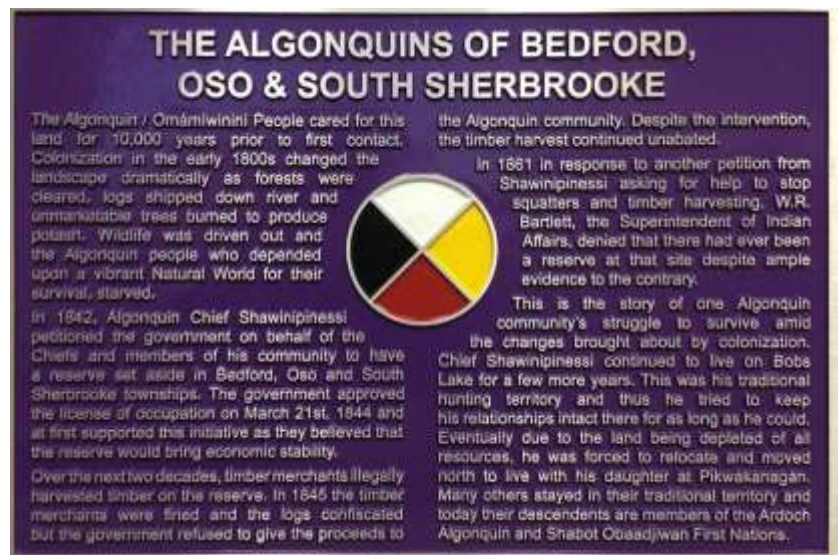 THE ALGONQUINS OF BEDFORD,
OSO & SOUTH SHERBROOKE
The Algonquin / Omámiwinini People cared for this
land for 10,000 years prior to first contact.
Colonization in the early 1800s changed the
landscape dramatically as forests were
cleared, logs shipped down river and
unmarketable trees burned to produce
potash. Wildlife was driven out and
the Algonquin people who depended
upon a vibrant Natural World for their
survival, starved.
In 1842, Algonquin Chief Shawinipinessi
petitioned the government on behalf of the
Chiefs and members of his community to have
a reserve set aside in Bedford, Oso and South
Sherbrooke townships. The government approved
the license of occupation on March 21st, 1844 and
at first supported this initiative as they believed that
the reserve would bring economic stability.
Over the next two decades, timber merchants illegally
harvested timber on the reserve. In 1845 the timber
merchants were fined and the logs confiscated
but the government refused to give the proceeds to
the Algonquin community. Despite the intervention,
the timber harvest continued unabated.
In 1861 in response to another petition from
Shawinipinessi asking for help to stop
squatters and timber harvesting, W.R.
Bartlett, the Superintendent of Indian
Affairs, denied that there had ever been
a reserve at that site despite ample
evidence to the contrary.
This is the story of one Algonquin
community's struggle to survive amid
the changes brought about by colonization.
Chief Shawinipinessi continued to live on Bobs
Lake for a few more years. This was his traditional
hunting territory and thus he tried to keep
his relationships intact there for as long as he could.
Eventually due to the land being depleted of all
resources, he was forced to relocate and moved
north to live with his daughter at Pikwakanagan.
Many others stayed in their traditional territory and
today their descendents are members of the Ardoch
Algonquin and Shabot Obaadjiwan First Nations.